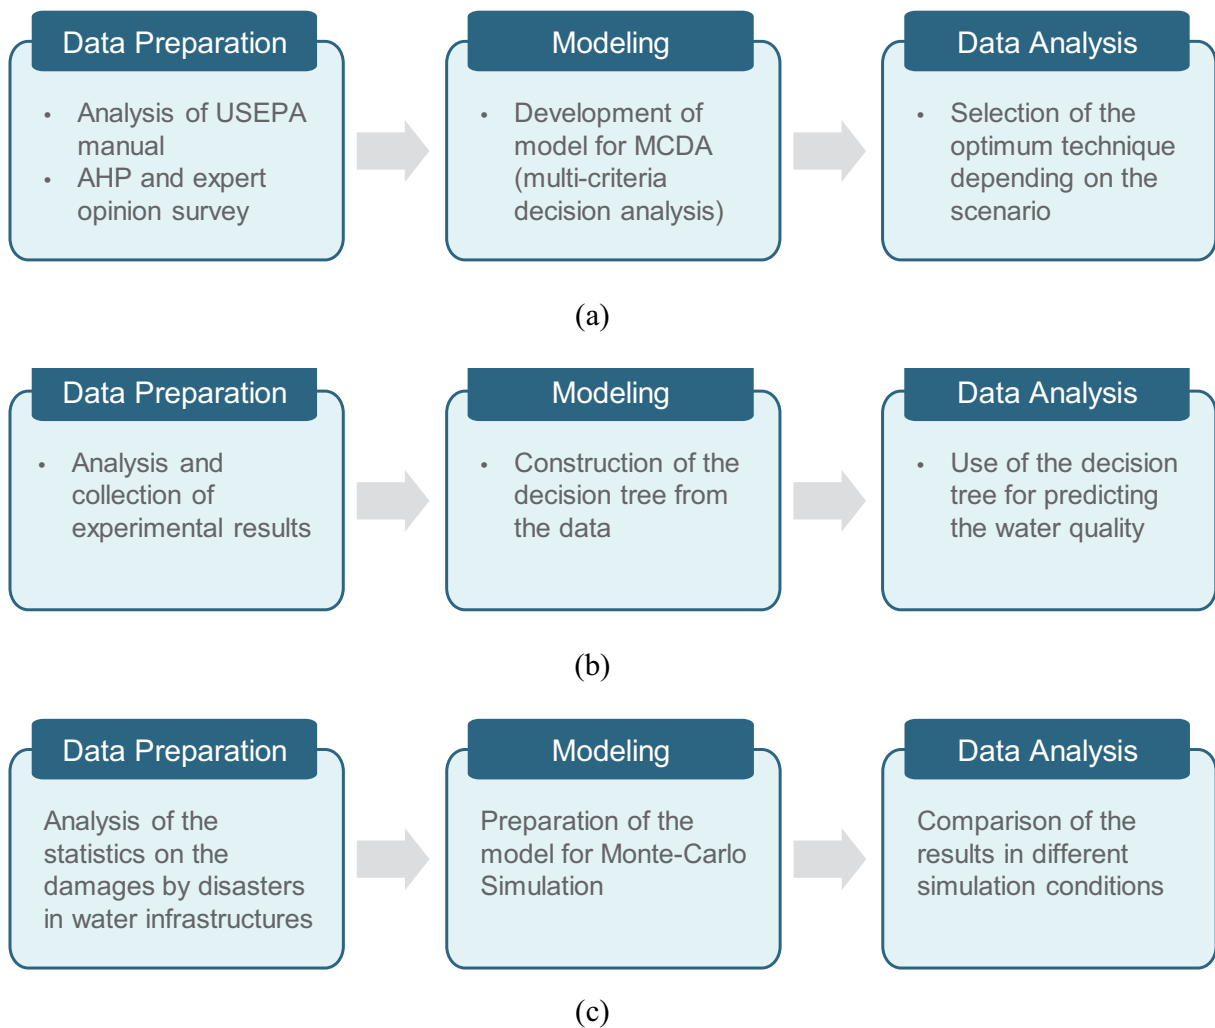 Data Preparation
• Analysis of USEPA
manual
• AHP and expert
opinion survey
Modeling
• Development of
model for MCDA
(multi-criteria
decision analysis)
Data Analysis
• Selection of the
optimum technique
depending on the
scenario
(a)
Data Preparation
• Analysis and
collection of
experimental results
Modeling
• Construction of the
decision tree from
the data
Data Analysis
• Use of the decision
tree for predicting
the water quality
(b)
Data Preparation
Analysis of the
statistics on the
damages by disasters
in water infrastructures
Modeling
Preparation of the
model for Monte-Carlo
Simulation
Data Analysis
Comparison of the
results in different
simulation conditions
(c)